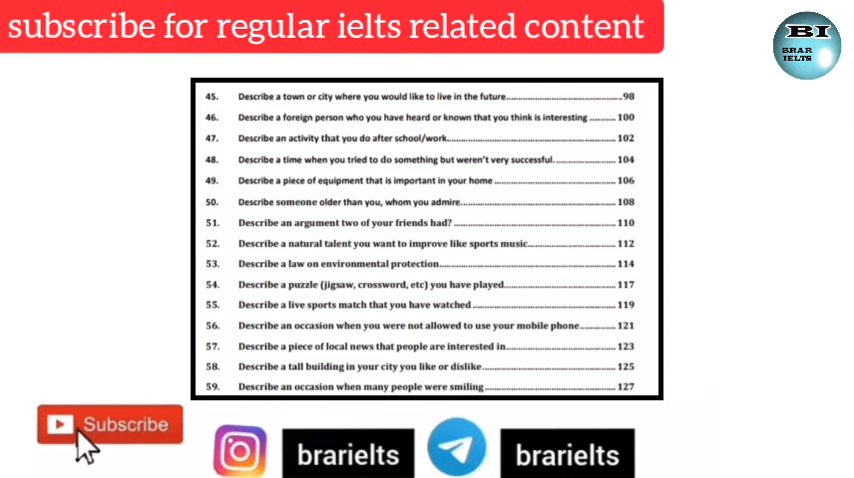 subscribe for regular ielts related content
BI
BRAR
IELTS
45. Describe a town or city where you would like to live in the future..................................................98
46. Describe a foreign person who you have heard or known that you think is interesting ........... 100
47. Describe an activity that you do after school/work.......................................................... 102
48. Describe a time when you tried to do something but weren't very successful........................ 104
49. Describe a piece of equipment that is important in your home .......................................... 106
50. Describe someone older than you, whom you admire...................................................... 108
51. Describe an argument two of your friends had? ......................................................... 110
52. Describe a natural talent you want to improve like sports music................................. 112
53. Describe a law on environmental protection.............................................................. 114
54. Describe a puzzle (jigsaw, crossword, etc) you have played......................................... 117
55. Describe a live sports match that you have watched .................................................. 119
56. Describe an occasion when you were not allowed to use your mobile phone.............. 121
57. Describe a piece of local news that people are interested in........................................ 123
58. Describe a tall building in your city you like or dislike................................................ 125
59. Describe an occasion when many people were smiling............................................... 127
Subscribe
brarielts
brarielts